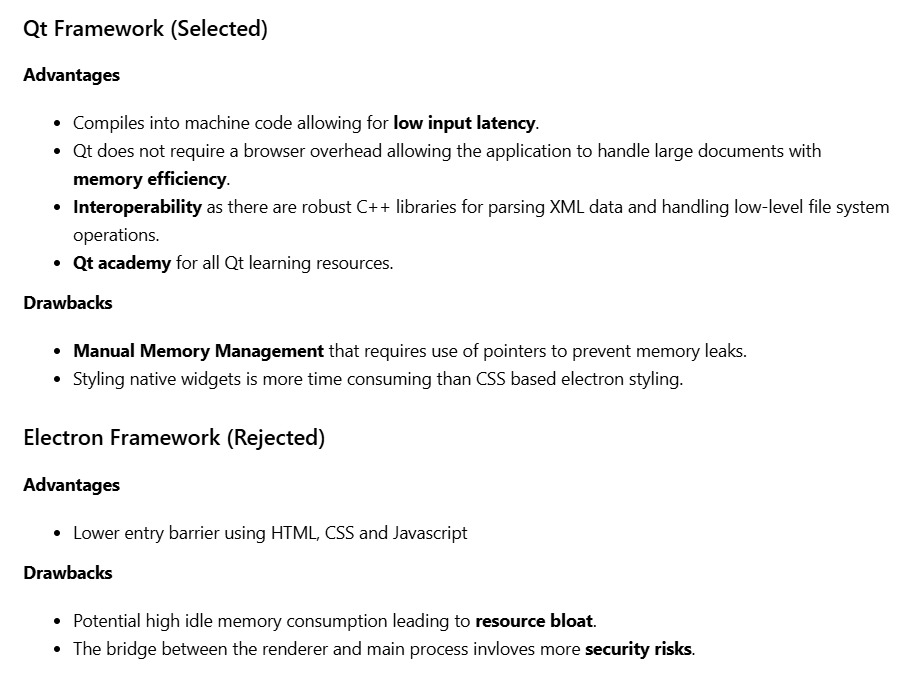 Qt Framework (Selected)
Advantages
Compiles into machine code allowing for low input latency.
Qt does not require a browser overhead allowing the application to handle large documents with
memory efficiency.
Interoperability as there are robust C++ libraries for parsing XML data and handling low-level file system
operations.
Qt academy for all Qt learning resources.
Drawbacks
Manual Memory Management that requires use of pointers to prevent memory leaks.
Styling native widgets is more time consuming than CSS based electron styling.
Electron Framework (Rejected)
Advantages
Lower entry barrier using HTML, CSS and Javascript
Drawbacks
Potential high idle memory consumption leading to resource bloat.
The bridge between the renderer and main process invloves more security risks.